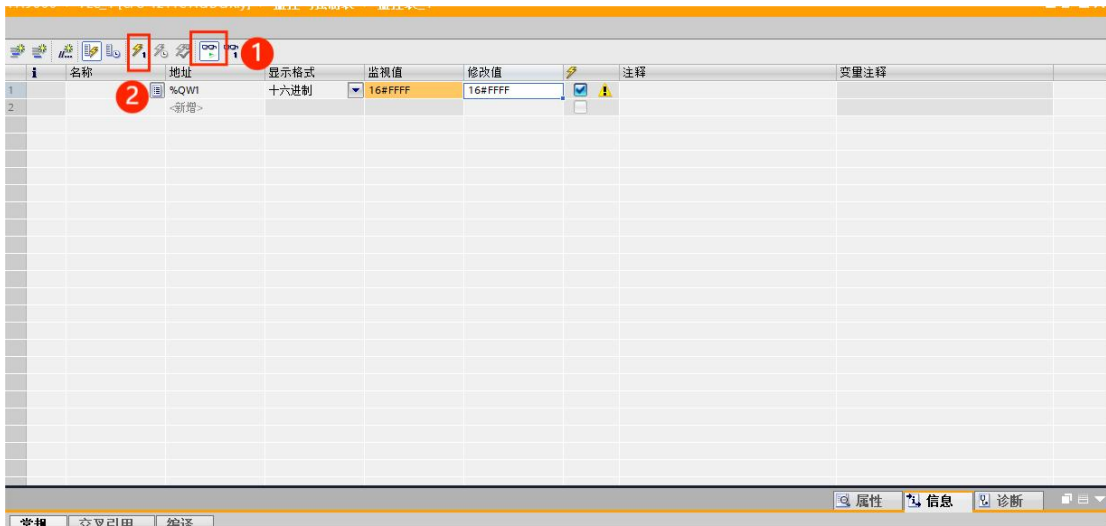 1
i 名称 地址 显示格式 监视值 修改值 注释 变量注释
1 2 %QW1 十六进制 16#FFFF 16#FFFF
2 <新增>
属性 信息 诊断
常规 交叉引用 编译